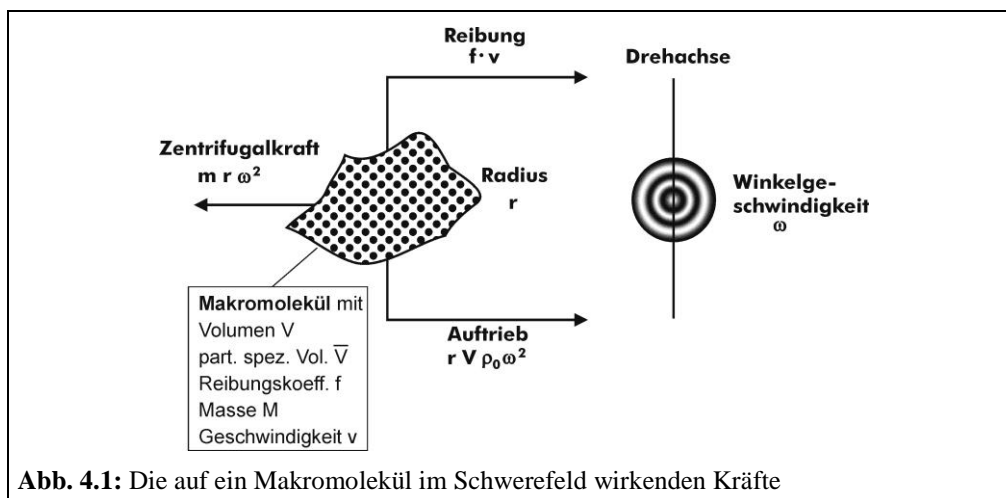 Reibung
f · v
Drehachse
Zentrifugalkraft
m r ω²
Radius
r
Winkelge-
schwindigkeit
ω
Makromolekül mit
Volumen V
part. spez. Vol. V̅
Reibungskoeff. f
Masse M
Geschwindigkeit v
Auftrieb
r V ρ₀ω²
Abb. 4.1: Die auf ein Makromolekül im Schwerefeld wirkenden Kräfte